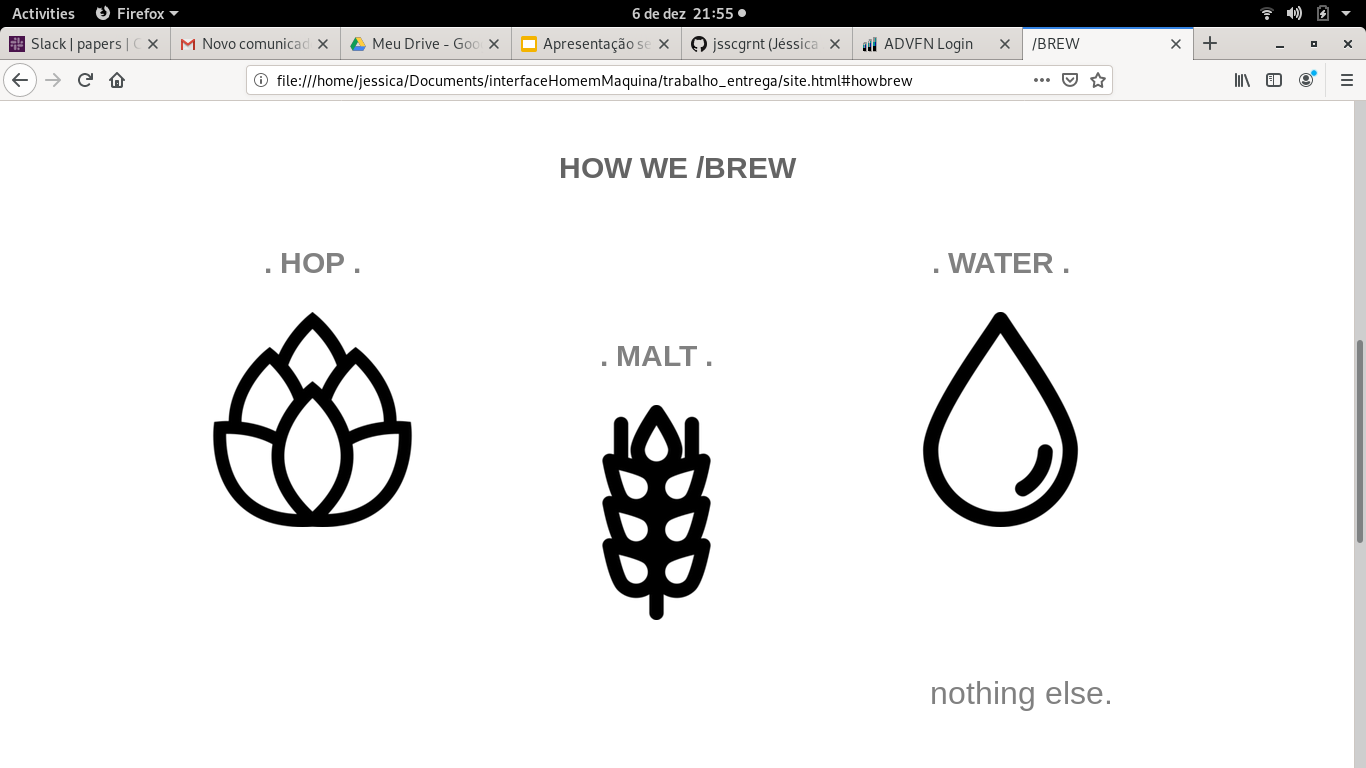 Activities Firefox 6 de dez 21:55
Slack | papers | Novo comunicad Meu Drive - Goo Apresentação se jsscgrnt (Jéssica ADVFN Login /BREW
file:///home/jessica/Documents/interfaceHomemMaquina/trabalho_entrega/site.html#howbrew
HOW WE /BREW
. HOP . . WATER .
. MALT .
nothing else.